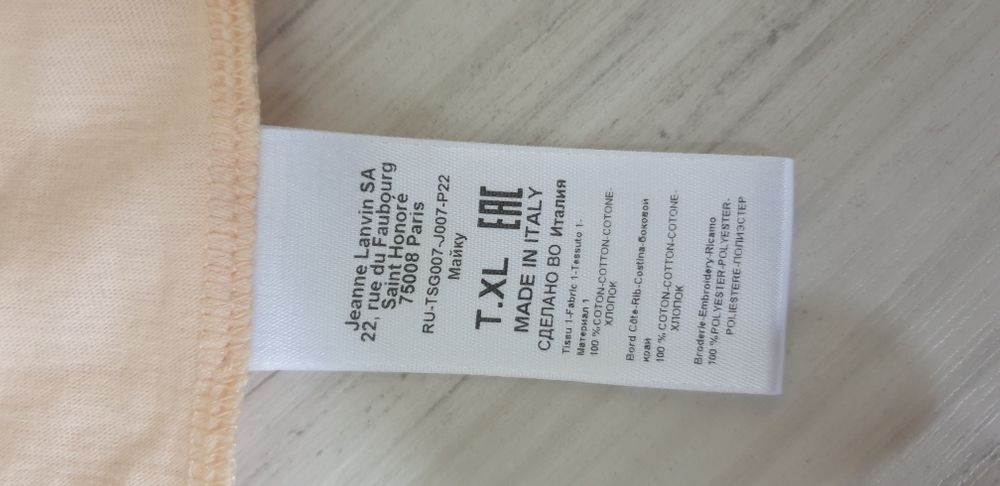 Jeanne Lanvin SA
22, rue du Faubourg
Saint Honoré
75008 Paris
RU-TSG007-J007-P22
Майку
T.XL EAC
MADE IN ITALY
СДЕЛАНО ВО Италия
Tissu 1-Fabric 1-Tessuto 1-
Материал 1
100 %COTON-COTTON-COTONE-
ХЛОПОК
Bord Côte-Rib-Costina-боковой
край
100 % COTON-COTTON-COTONE-
ХЛОПОК
Broderie-Embroidery-Ricamo
100 %POLYESTER-POLYESTER-
POLIESTERE-ПОЛИЭСТЕР